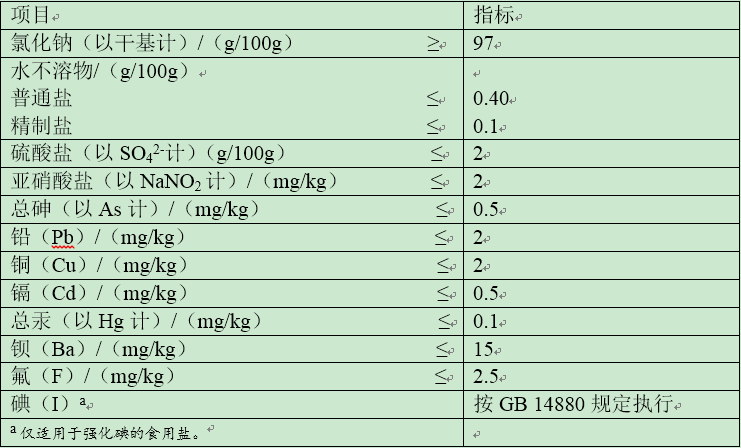 项目 指标
氯化钠（以干基计）/（g/100g） ≥ 97
水不溶物/（g/100g）
普通盐 ≤ 0.40
精制盐 ≤ 0.1
硫酸盐（以 SO₄²⁻计）（g/100g） ≤ 2
亚硝酸盐（以 NaNO₂ 计）/（mg/kg） ≤ 2
总砷（以 As 计）/（mg/kg） ≤ 0.5
铅（Pb）/（mg/kg） ≤ 2
铜（Cu）/（mg/kg） ≤ 2
镉（Cd）/（mg/kg） ≤ 0.5
总汞（以 Hg 计）/（mg/kg） ≤ 0.1
钡（Ba）/（mg/kg） ≤ 15
氟（F）/（mg/kg） ≤ 2.5
碘（I）ᵃ 按 GB 14880 规定执行
ᵃ 仅适用于强化碘的食用盐。